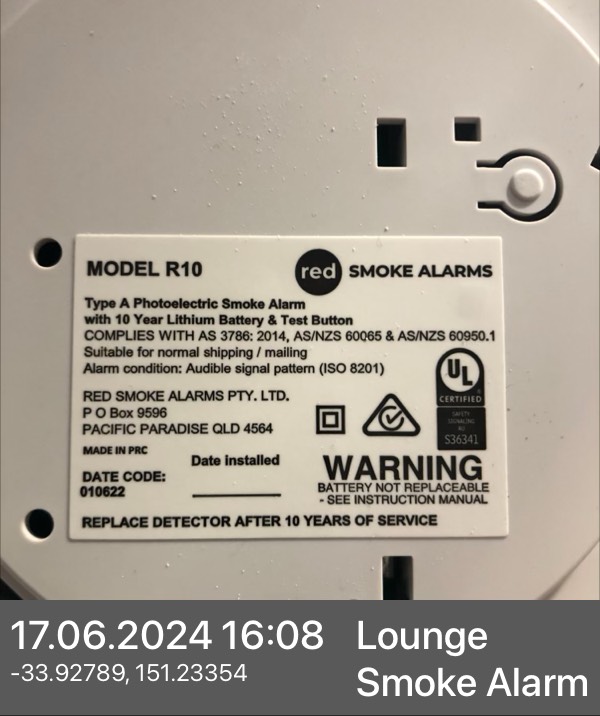 MODEL R10
red SMOKE ALARMS
Type A Photoelectric Smoke Alarm
with 10 Year Lithium Battery & Test Button
COMPLIES WITH AS 3786: 2014, AS/NZS 60065 & AS/NZS 60950.1
Suitable for normal shipping / mailing
Alarm condition: Audible signal pattern (ISO 8201)
RED SMOKE ALARMS PTY. LTD.
P O Box 9596
PACIFIC PARADISE QLD 4564
UL
CERTIFIED
SAFETY
SIGNALING
AU
S36341
MADE IN PRC
DATE CODE:
010622
Date installed
WARNING
BATTERY NOT REPLACEABLE
- SEE INSTRUCTION MANUAL
REPLACE DETECTOR AFTER 10 YEARS OF SERVICE
17.06.2024 16:08
-33.92789, 151.23354
Lounge
Smoke Alarm